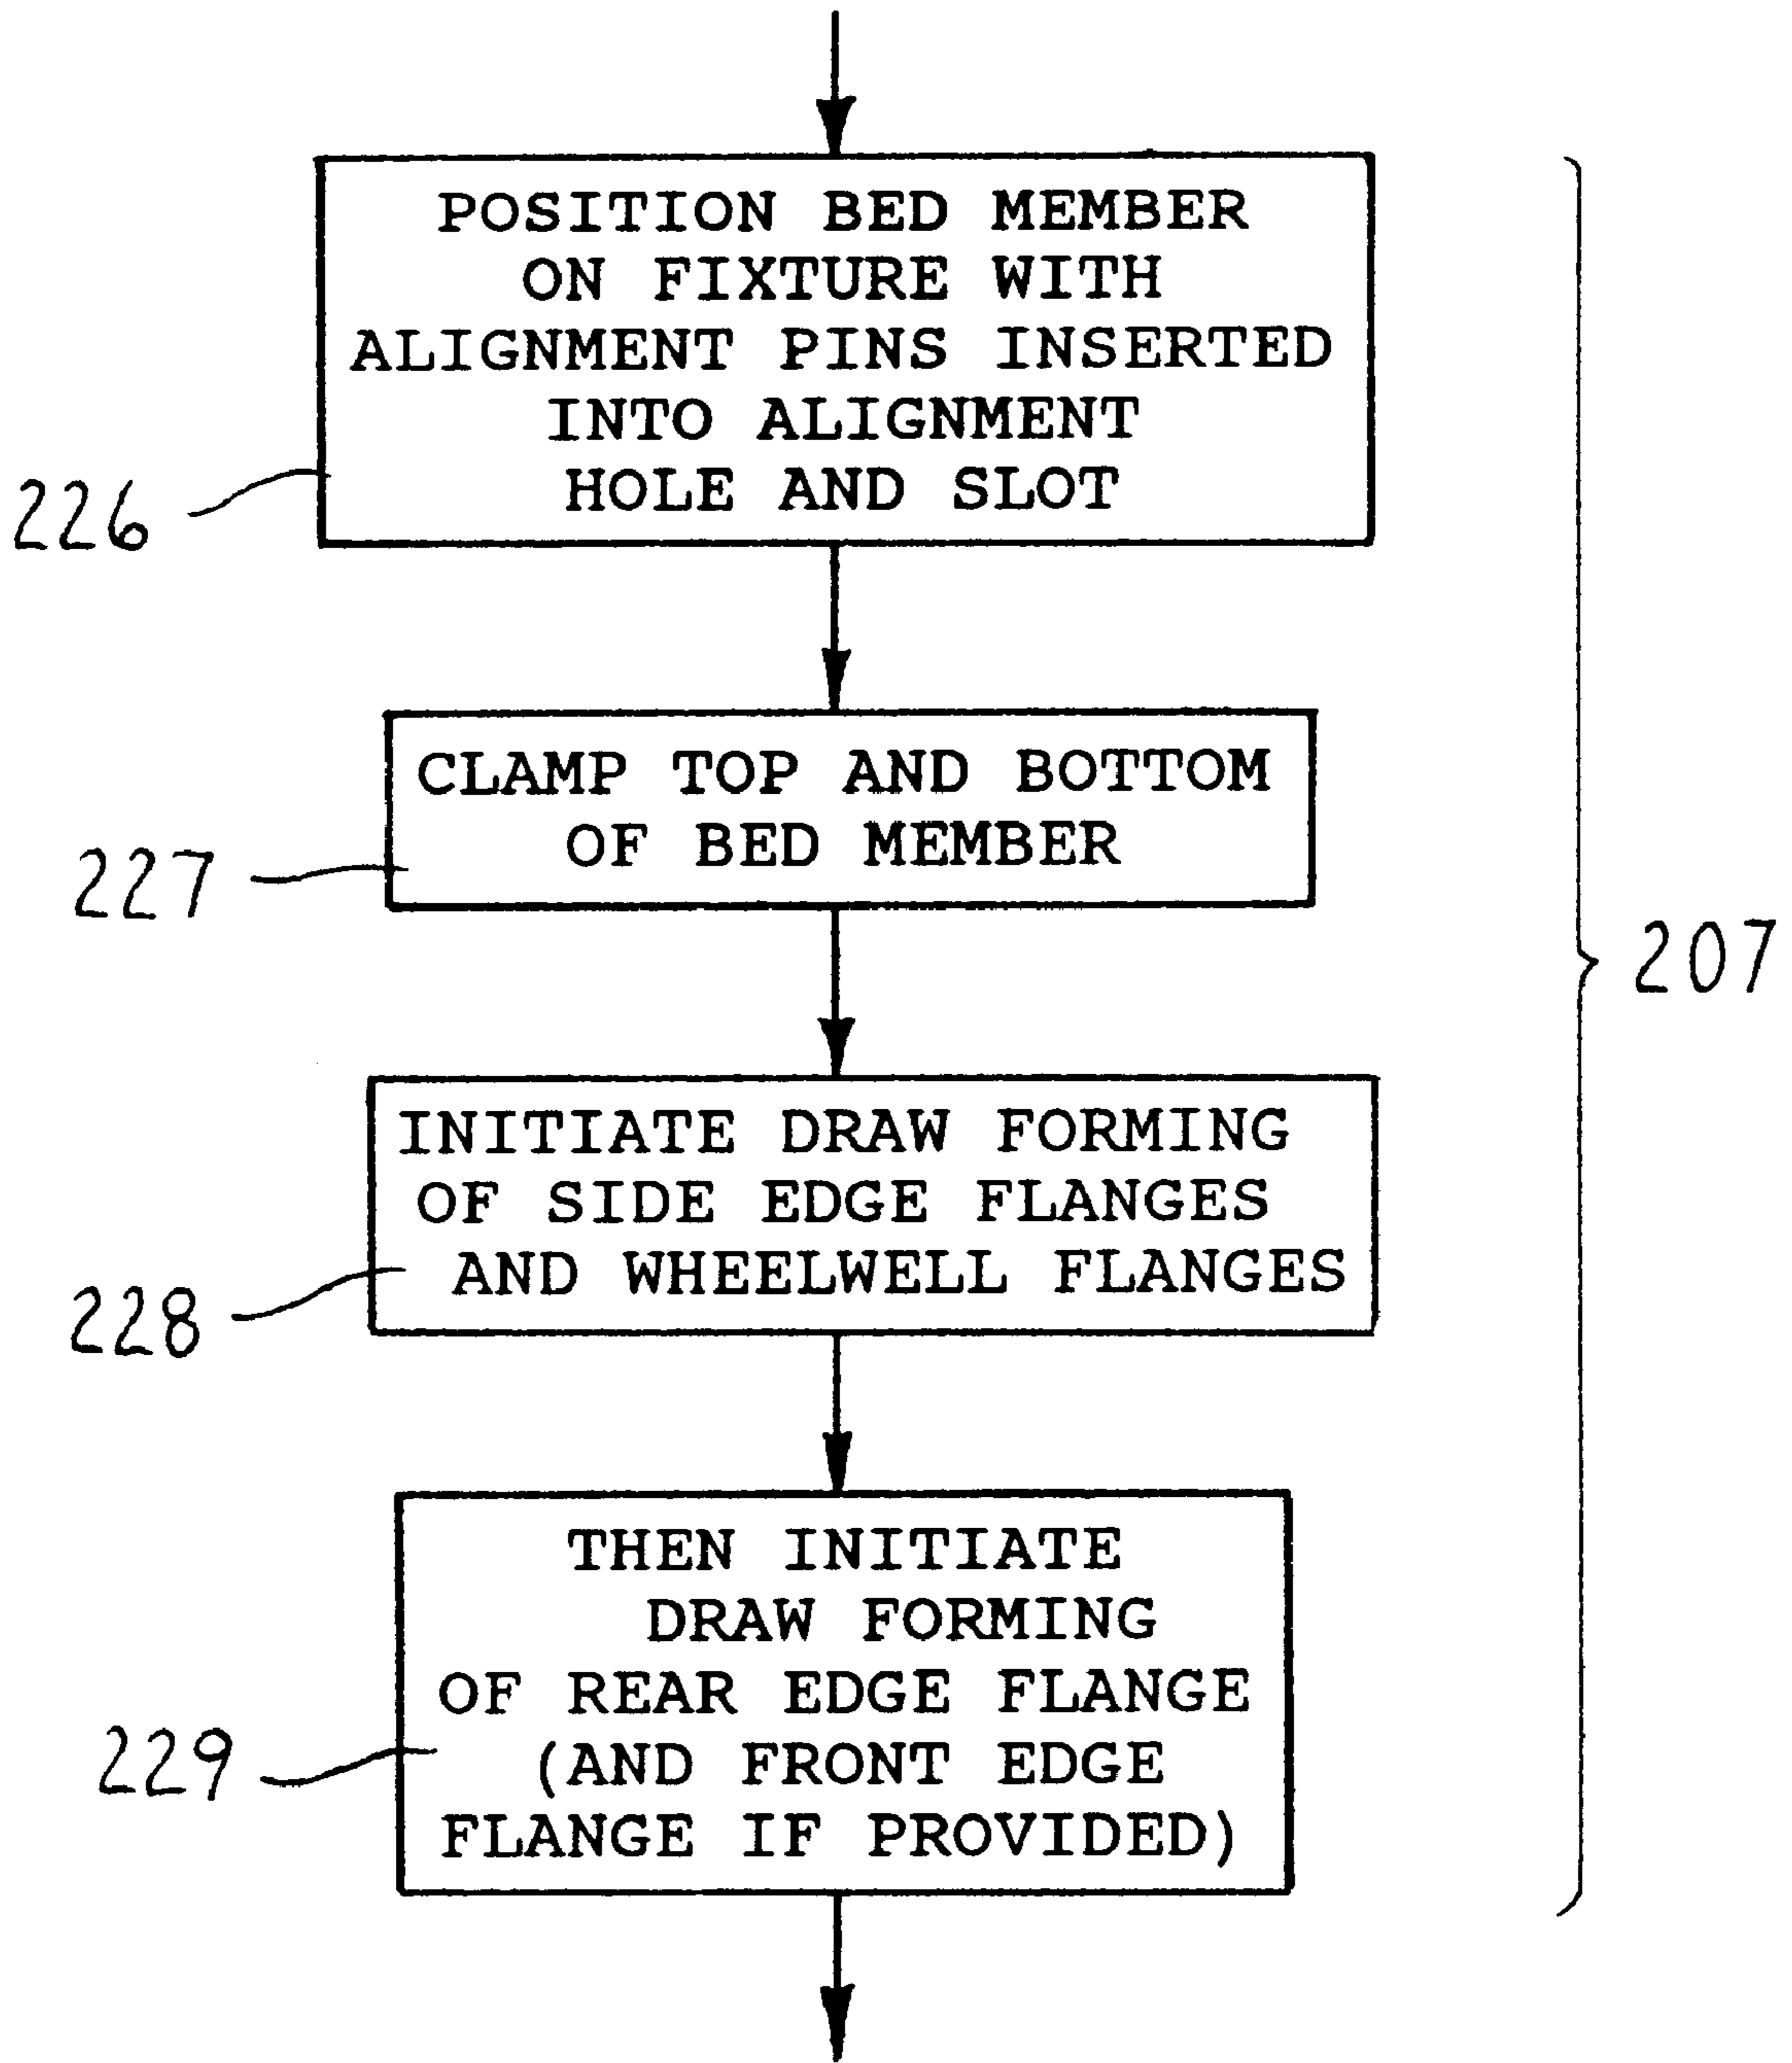 POSITION BED MEMBER
ON FIXTURE WITH
ALIGNMENT PINS INSERTED
INTO ALIGNMENT
HOLE AND SLOT
226
CLAMP TOP AND BOTTOM
OF BED MEMBER
227
207
INITIATE DRAW FORMING
OF SIDE EDGE FLANGES
AND WHEELWELL FLANGES
228
THEN INITIATE
DRAW FORMING
OF REAR EDGE FLANGE
(AND FRONT EDGE
FLANGE IF PROVIDED)
229